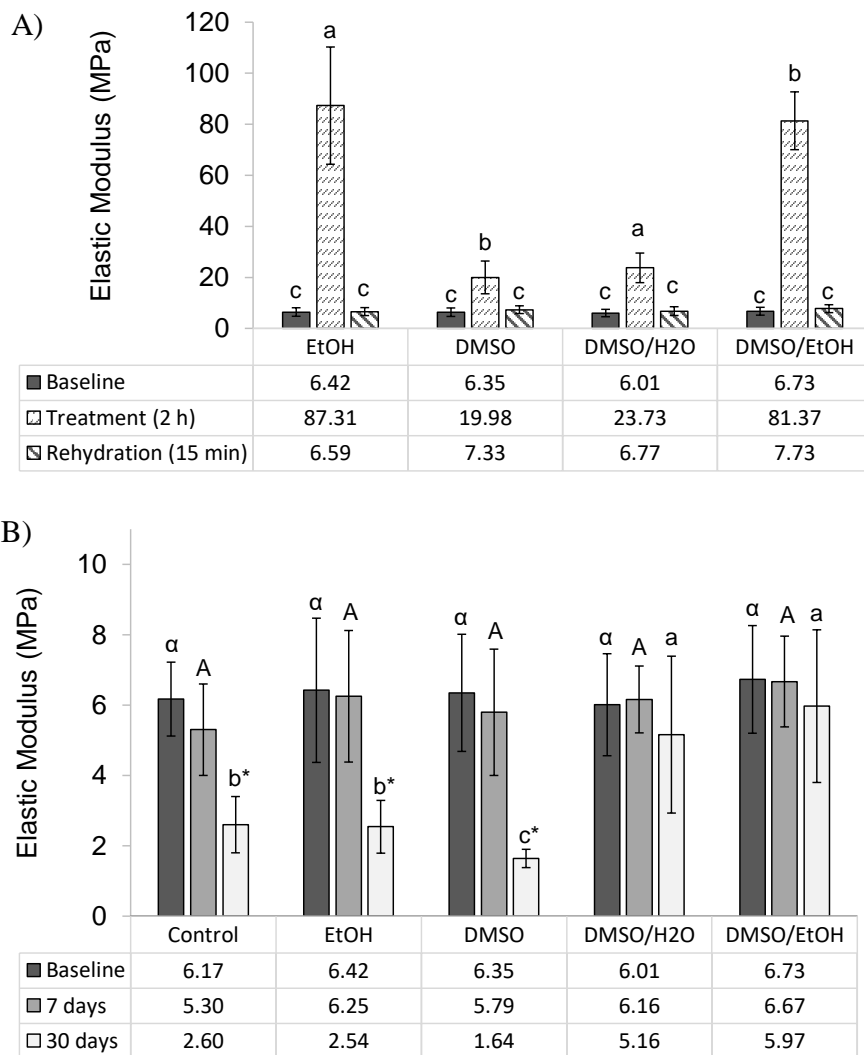 A)
Elastic Modulus (MPa)
120
100
80
60
40
20
0
a
b
a
b
c c c c c c c c
EtOH DMSO DMSO/H2O DMSO/EtOH
Baseline 6.42 6.35 6.01 6.73
Treatment (2 h) 87.31 19.98 23.73 81.37
Rehydration (15 min) 6.59 7.33 6.77 7.73
B)
Elastic Modulus (MPa)
10
8
6
4
2
0
α A b* α A b* α A c* α A a α A a
Control EtOH DMSO DMSO/H2O DMSO/EtOH
Baseline 6.17 6.42 6.35 6.01 6.73
7 days 5.30 6.25 5.79 6.16 6.67
30 days 2.60 2.54 1.64 5.16 5.97